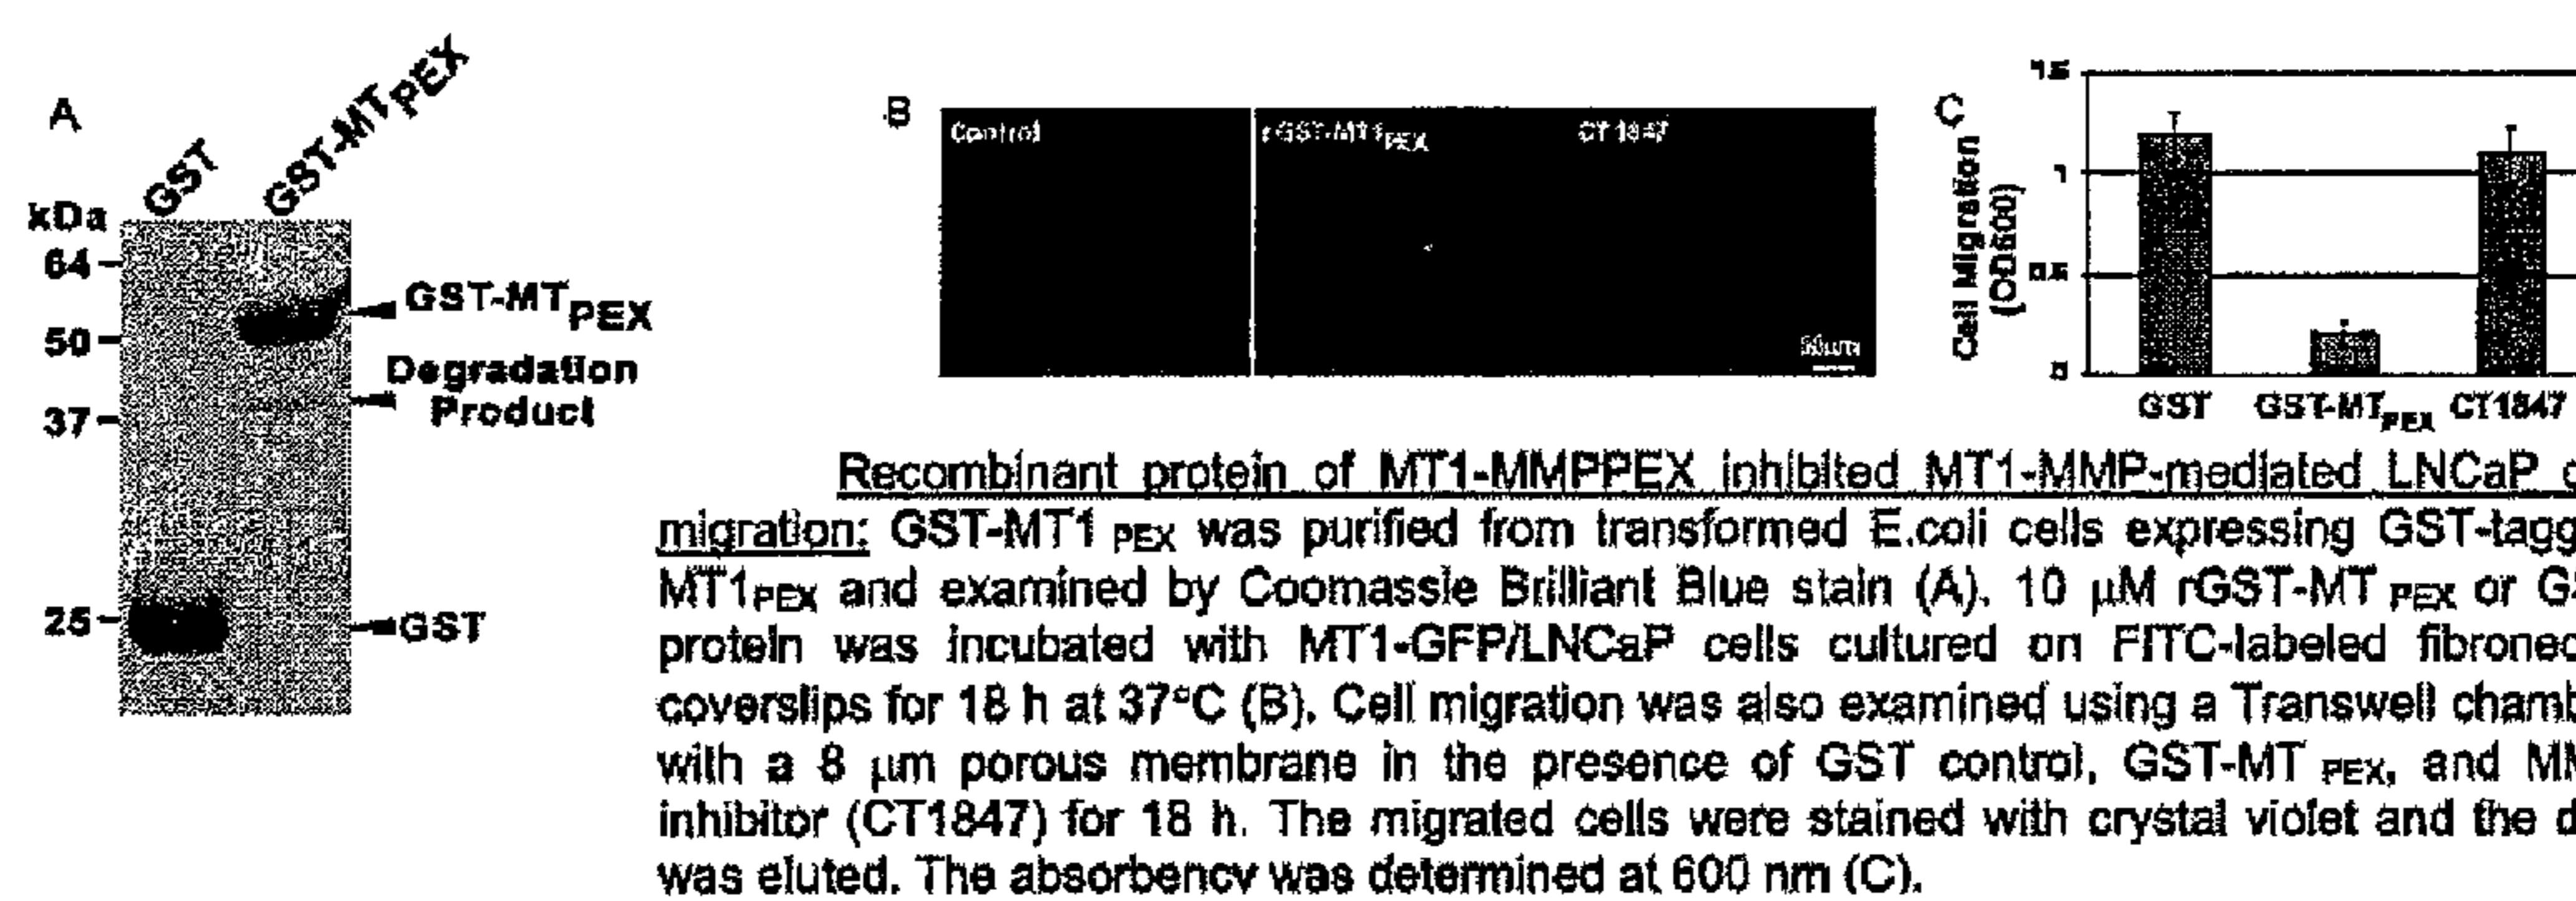 A
GST
GST-MTPEX
kDa
64
50
37
25
GST-MTPEX
Degradation
Product
GST
B
Control
rGST-MT1PEX
CT1847
50μm
C
Cell Migration
(OD600)
1.5
1
0.5
0
GST
GST-MTPEX
CT1847
Recombinant protein of MT1-MMPPEX inhibited MT1-MMP-mediated LNCaP
migration: GST-MT1 PEX was purified from transformed E.coli cells expressing GST-tagg
MT1PEX and examined by Coomassie Brilliant Blue stain (A). 10 μM rGST-MT PEX or
protein was incubated with MT1-GFP/LNCaP cells cultured on FITC-labeled fibronec
coverslips for 18 h at 37°C (B). Cell migration was also examined using a Transwell chamb
with a 8 μm porous membrane in the presence of GST control, GST-MT PEX, and
inhibitor (CT1847) for 18 h. The migrated cells were stained with crystal violet and the
was eluted. The absorbency was determined at 600 nm (C).